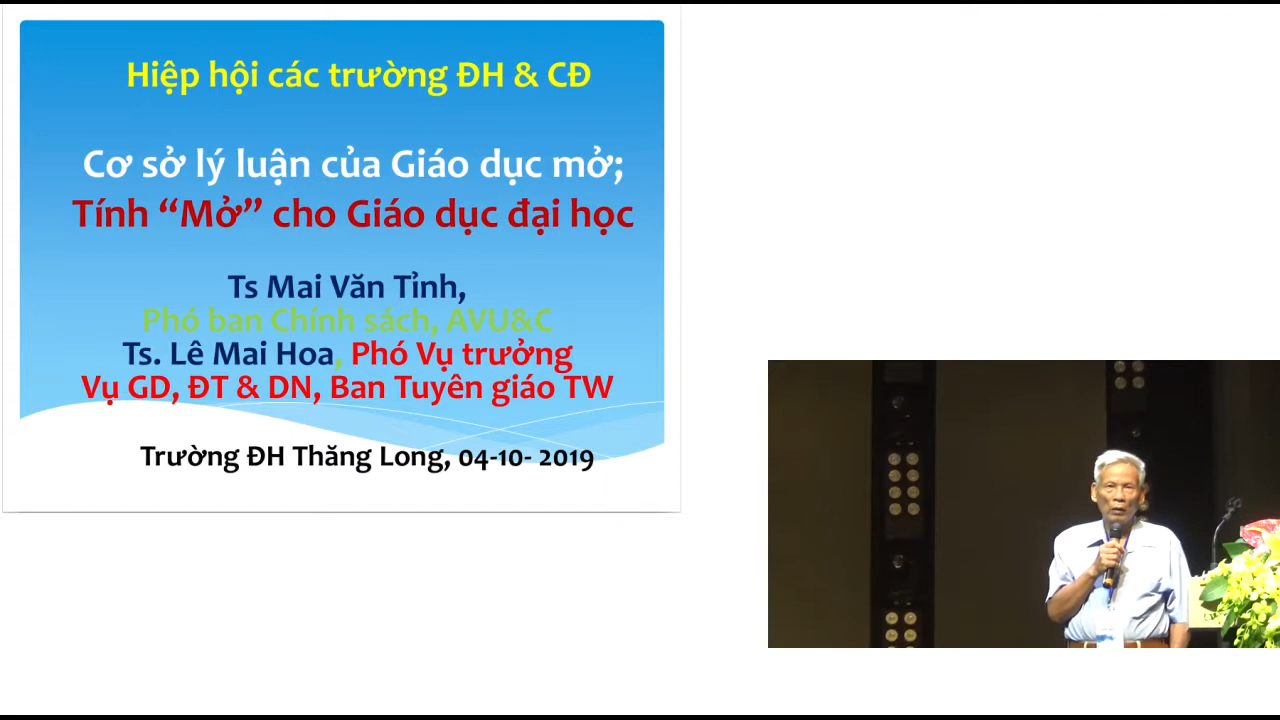 Hiệp hội các trường ĐH & CĐ
Cơ sở lý luận của Giáo dục mở;
Tính “Mở” cho Giáo dục đại học
Ts Mai Văn Tỉnh,
Phó ban Chính sách, AVU&C
Ts. Lê Mai Hoa, Phó Vụ trưởng
Vụ GD, ĐT & DN, Ban Tuyên giáo TW
Trường ĐH Thăng Long, 04-10- 2019